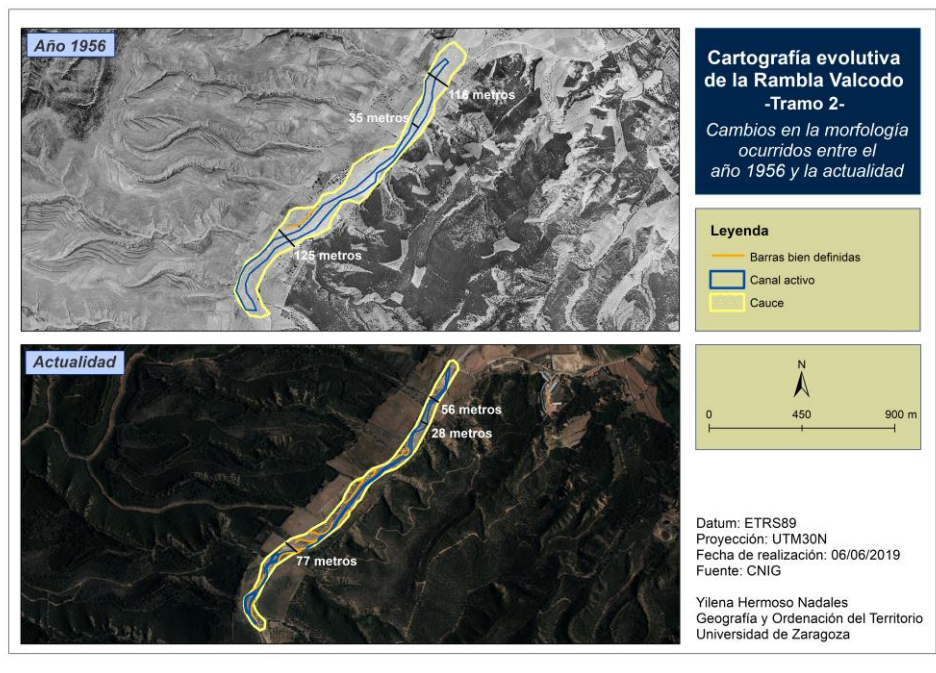 Año 1956
116 metros
35 metros
125 metros
Actualidad
56 metros
28 metros
77 metros
Cartografía evolutiva
de la Rambla Valcodo
-Tramo 2-
Cambios en la morfología
ocurridos entre el
año 1956 y la actualidad
Leyenda
Barras bien definidas
Canal activo
Cauce
N
0 450 900 m
Datum: ETRS89
Proyección: UTM30N
Fecha de realización: 06/06/2019
Fuente: CNIG
Yilena Hermoso Nadales
Geografía y Ordenación del Territorio
Universidad de Zaragoza